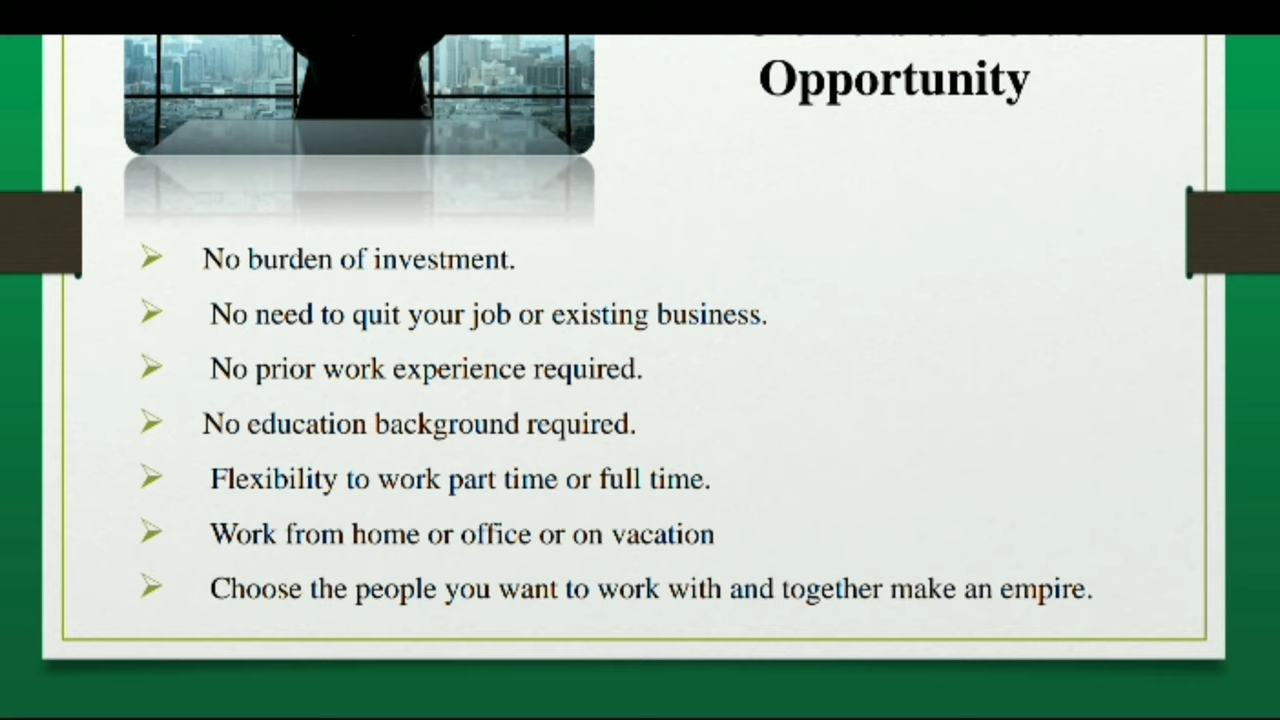 Opportunity
No burden of investment.
No need to quit your job or existing business.
No prior work experience required.
No education background required.
Flexibility to work part time or full time.
Work from home or office or on vacation
Choose the people you want to work with and together make an empire.